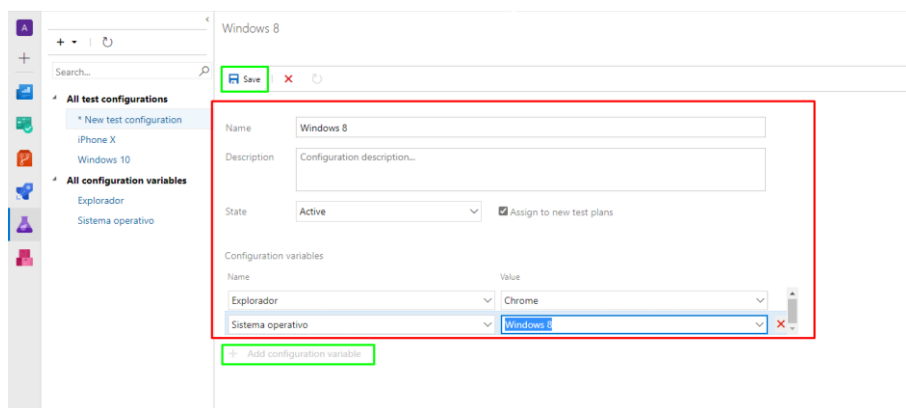 A
Windows 8
Search...
Save
All test configurations
* New test configuration
iPhone X
Windows 10
All configuration variables
Explorador
Sistema operativo
Name
Windows 8
Description
Configuration description...
State
Active
Assign to new test plans
Configuration variables
Name
Value
Explorador
Chrome
Sistema operativo
Windows 8
+ Add configuration variable